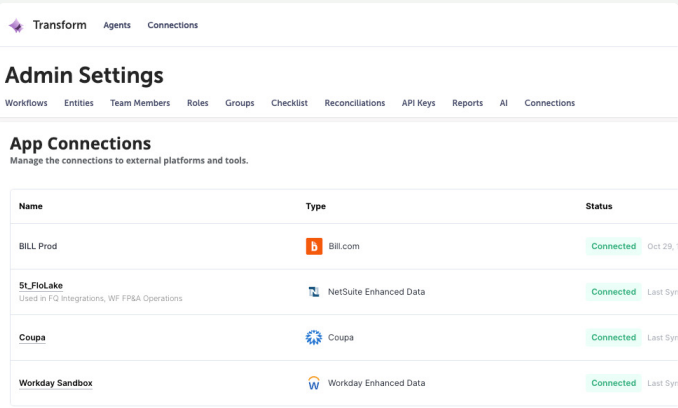 Transform Agents Connections
Admin Settings
Workflows Entities Team Members Roles Groups Checklist Reconciliations API Keys Reports AI Connections
App Connections
Manage the connections to external platforms and tools.
Name Type Status
BILL Prod Bill.com Connected Oct 29,
5t_FloLake NetSuite Enhanced Data Connected Last
Used in FQ Integrations, WF FP&A Operations
Coupa Coupa Connected Last
Workday Sandbox Workday Enhanced Data Connected Last